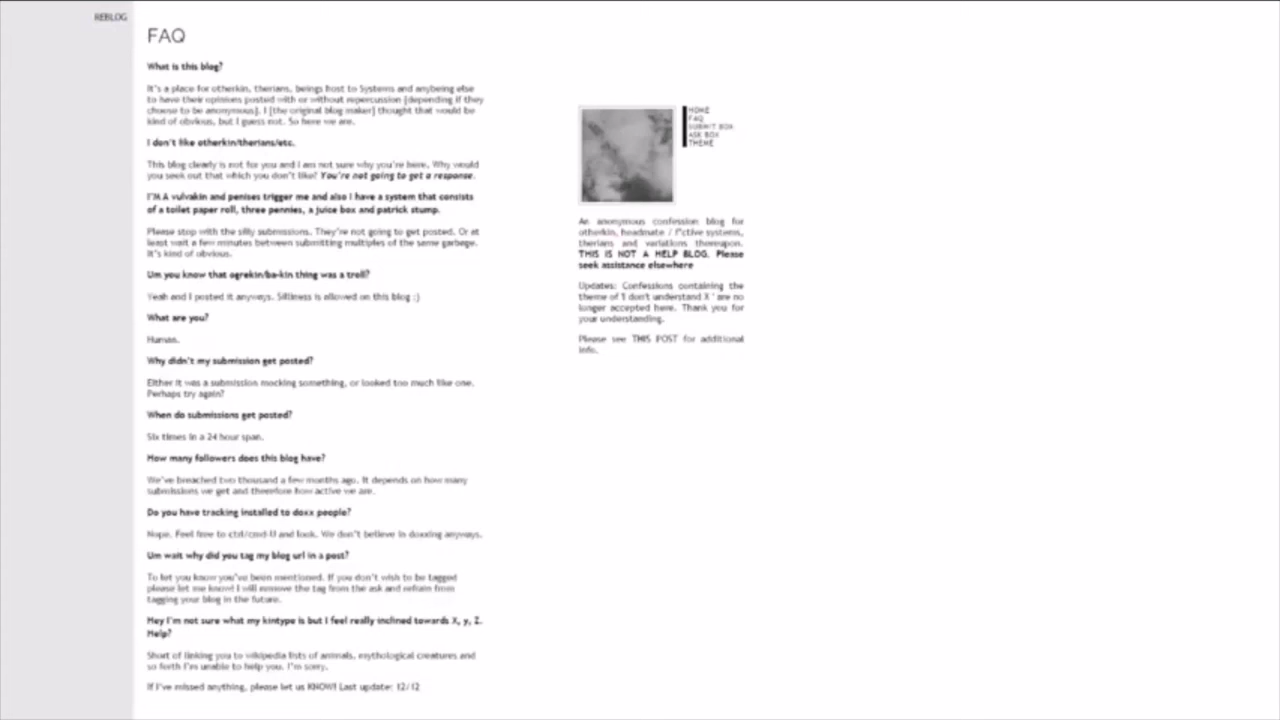 REBLOG
FAQ
What is this blog?
It's a place for otherkin, therians, beings host to Systems and anybeing else
to have their opinions posted with or without repercussion (depending if they
choose to be anonymous). I [the original blog maker] thought that would be
kind of obvious, but I guess not. So here we are.
I don't like otherkin/therians/etc.
This blog clearly is not for you and I am not sure why you're here. Why would
you seek out that which you don't like? You're not going to get a response.
I'M A vulvakin and penises trigger me and also I have a system that consists
of a toilet paper roll, three pennies, a juice box and patrick stump.
Please stop with the silly submissions. They're not going to get posted. Or at
least wait a few minutes between submitting multiples of the same garbage.
It's kind of obvious.
Um you know that ogrekin/ba-kin thing was a troll?
Yeah and I posted it anyways. Silliness is allowed on this blog :)
What are you?
Human.
Why didn't my submission get posted?
Either it was a submission mocking something, or looked too much like one.
Perhaps try again?
When do submissions get posted?
Six times in a 24 hour span.
How many followers does this blog have?
We've breached two thousand a few months ago. It depends on how many
submissions we get and therefore how active we are.
Do you have tracking installed to doxx people?
Nope. Feel free to ctrl/cmd-U and look. We don't believe in doxxing anyways.
Um wait why did you tag my blog url in a post?
To let you know you've been mentioned. If you don't wish to be tagged
please let me know! I will remove the tag from the ask and refrain from
tagging your blog in the future.
Hey I'm not sure what my kintype is but I feel really inclined towards X, y, Z.
Help?
Short of linking you to wikipedia lists of animals, mythological creatures and
so forth I'm unable to help you. I'm sorry.
If I've missed anything, please let us KNOW! Last update: 12/12
HOME
FAQ
SUBMIT BOX
ASK BOX
THEME
An anonymous confession blog for
otherkin, headmate / fictive systems,
therians and variations thereupon.
THIS IS NOT A HELP BLOG. Please
seek assistance elsewhere
Updates: Confessions containing the
theme of 'I don't understand X ' are no
longer accepted here. Thank you for
your understanding.
Please see THIS POST for additional
info.